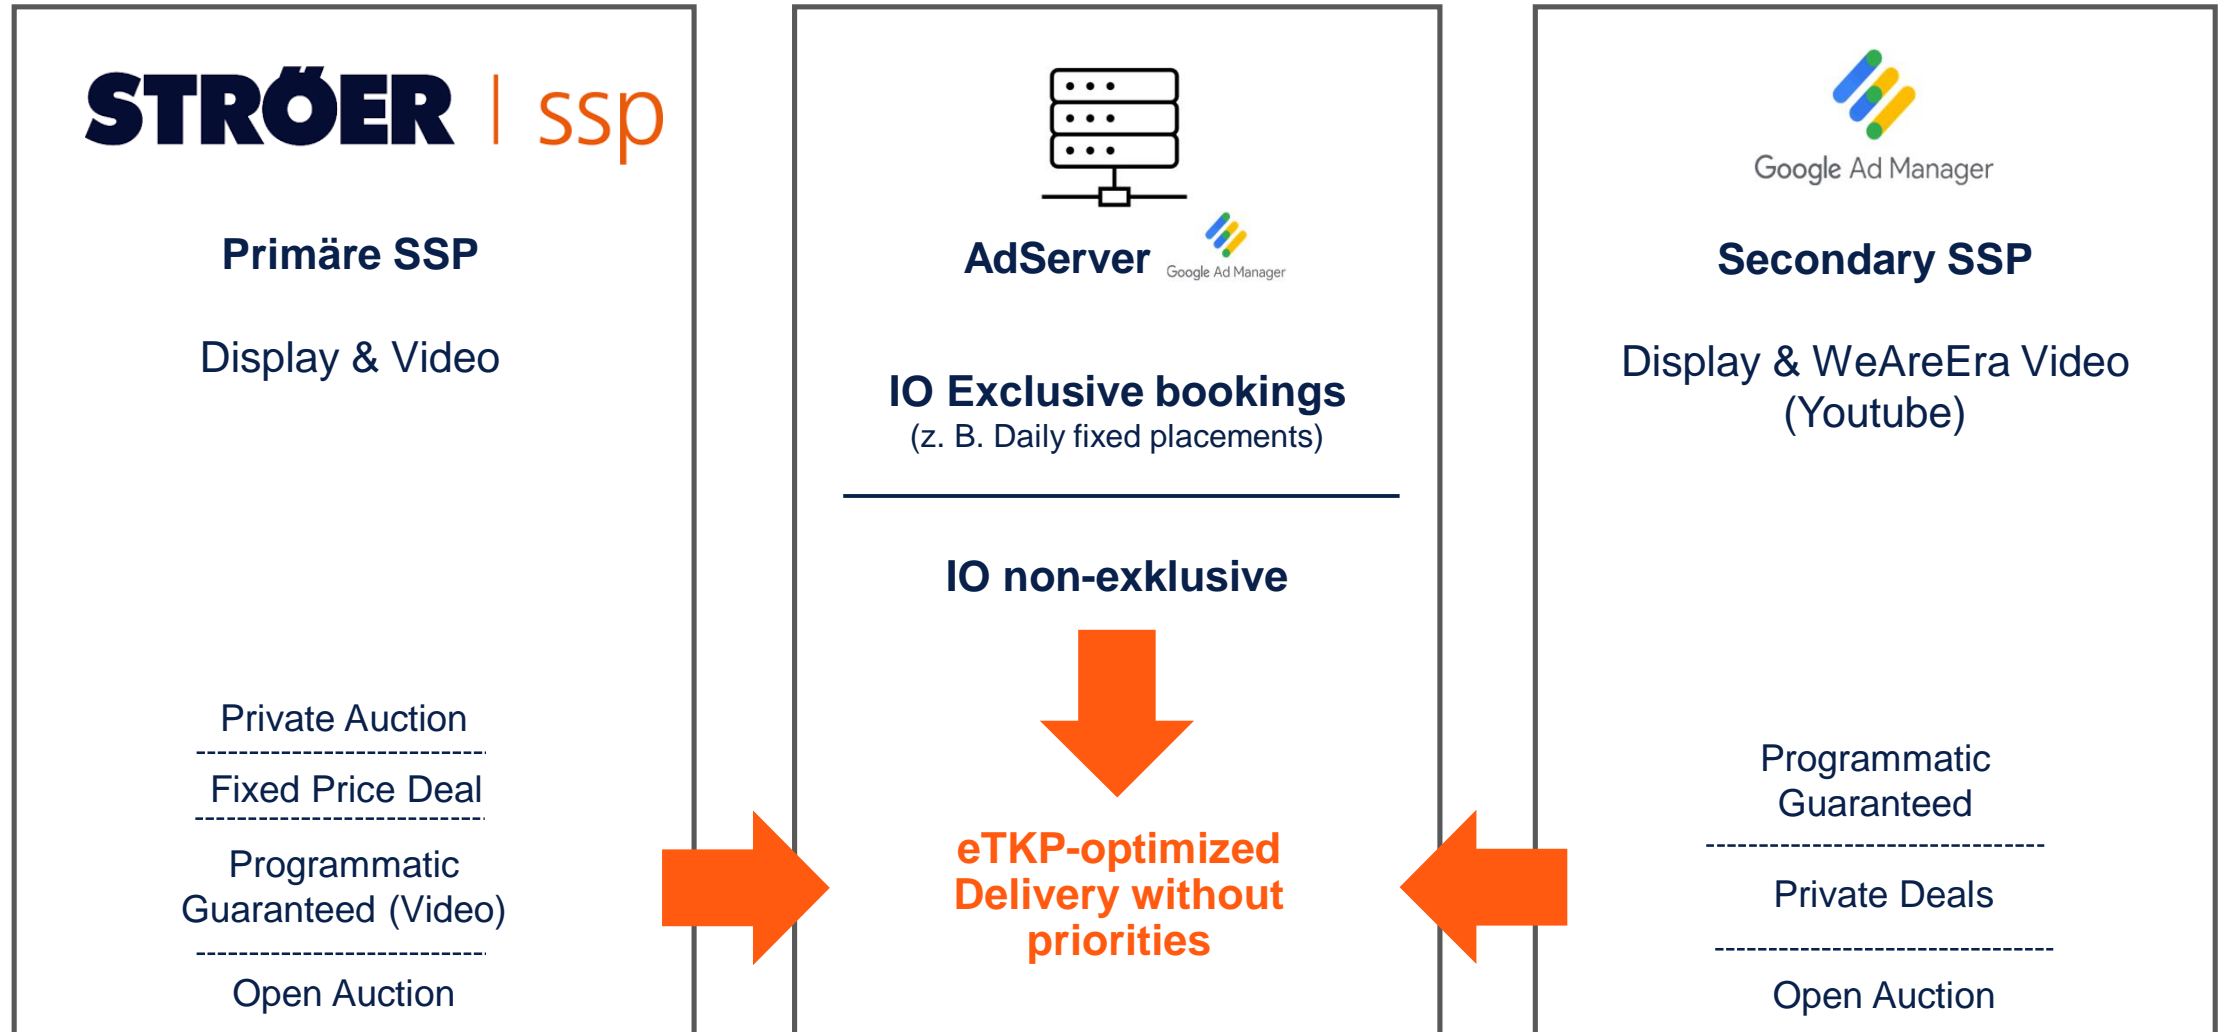 STRÖER | ssp
Primäre SSP
Display & Video
Private Auction
Fixed Price Deal
Programmatic
Guaranteed (Video)
Open Auction
AdServer
Google Ad Manager
IO Exclusive bookings
(z. B. Daily fixed placements)
IO non-exklusive
eTKP-optimized
Delivery without
priorities
Google Ad Manager
Secondary SSP
Display & WeAreEra Video
(Youtube)
Programmatic
Guaranteed
Private Deals
Open Auction